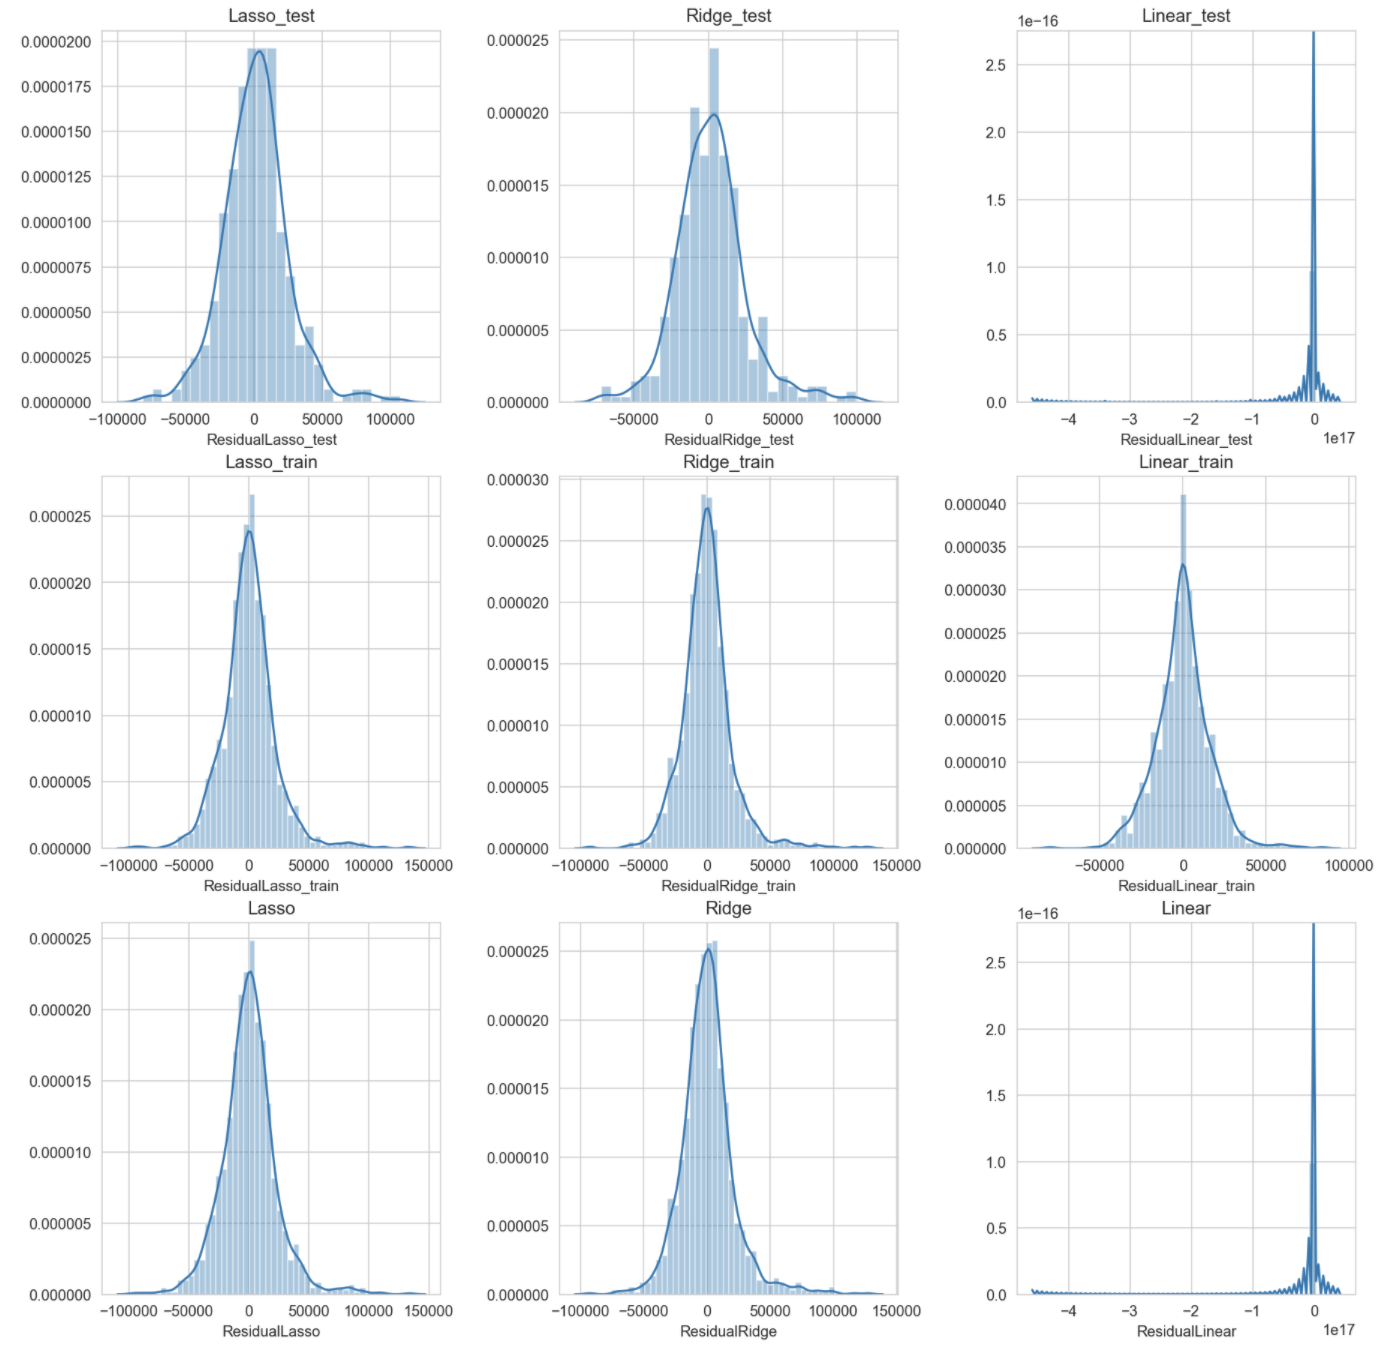 Lasso_test
0.0000200
0.0000175
0.0000150
0.0000125
0.0000100
0.0000075
0.0000050
0.0000025
0.0000000
−100000 −50000 0 50000 100000
ResidualLasso_test
Ridge_test
0.000025
0.000020
0.000015
0.000010
0.000005
0.000000
−50000 0 50000 100000
ResidualRidge_test
Linear_test
1e−16
2.5
2.0
1.5
1.0
0.5
0.0
−4 −3 −2 −1 0
ResidualLinear_test
1e17
Lasso_train
0.000025
0.000020
0.000015
0.000010
0.000005
0.000000
−100000 −50000 0 50000 100000 150000
ResidualLasso_train
Ridge_train
0.000030
0.000025
0.000020
0.000015
0.000010
0.000005
0.000000
−100000 −50000 0 50000 100000 150000
ResidualRidge_train
Linear_train
0.000040
0.000035
0.000030
0.000025
0.000020
0.000015
0.000010
0.000005
0.000000
−50000 0 50000 100000
ResidualLinear_train
Lasso
0.000025
0.000020
0.000015
0.000010
0.000005
0.000000
−100000 −50000 0 50000 100000 150000
ResidualLasso
Ridge
0.000025
0.000020
0.000015
0.000010
0.000005
0.000000
−100000 −50000 0 50000 100000 150000
ResidualRidge
Linear
1e−16
2.5
2.0
1.5
1.0
0.5
0.0
−4 −3 −2 −1 0
ResidualLinear
1e17